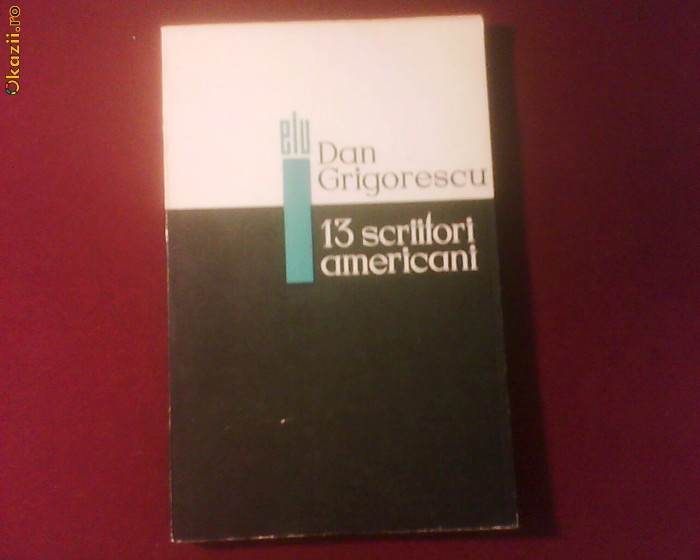 Okazii.ro
elu
Dan
Grigorescu
13 scriitori
americani